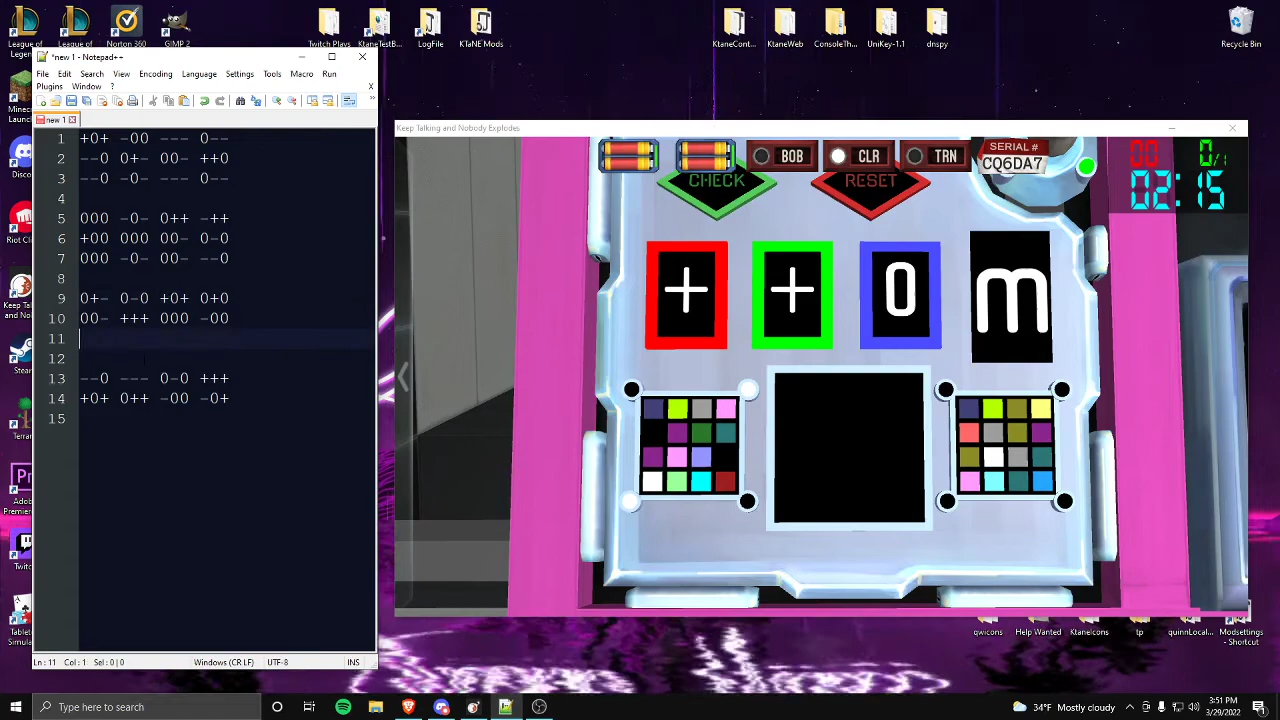 League of
League of
Norton 360
GIMP 2
Twitch Plays
KtaneTestB...
LogFile
KTANE Mods
KtaneCont...
KtaneWel...
ConsoleTh...
UniKey-1.1
dnspy
Recycle Bin
*new 1 - Notepad++
File Edit Search View Encoding Language Settings Tools Macro Run
Plugins Window ? X
new 1
1 +0+ -00 --- 0--
2 --0 0+- 00- ++0
3 --0 -0- --- 0--
4
5 000 -0- 0++ -++
6 +00 000 00- 0-0
7 000 -0- 00- --0
8
9 0+- 0-0 +0+ 0+0
10 00- +++ 000 -00
11
12
13 --0 --- 0-0 +++
14 +0+ 0++ -00 -0+
15
Ln : 11 Col : 1 Sel : 0 | 0 Windows (CR LF) UTF-8 INS
Keep Talking and Nobody Explodes
BOB
CLR
TRN
SERIAL #
CQ6DA7
00 0/1
02:15
CHECK
RESET
+ + 0 m
qwicons
Help Wanted
KtaneIcons
tp
quinnLocal...
Modsettings
- Shortcut
Type here to search
34°F Mostly cloudy
3:51 PM
3/29/2022